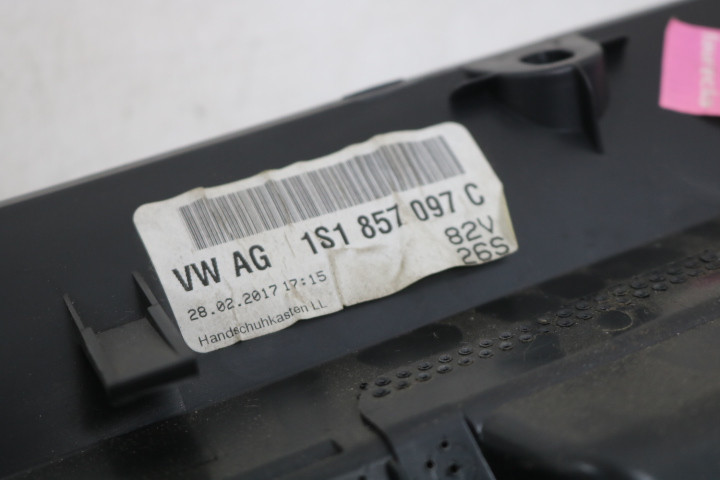 VW AG 1S1 857 097 C
82V
26S
28.02.2017 17:15
Handschuhkasten LL